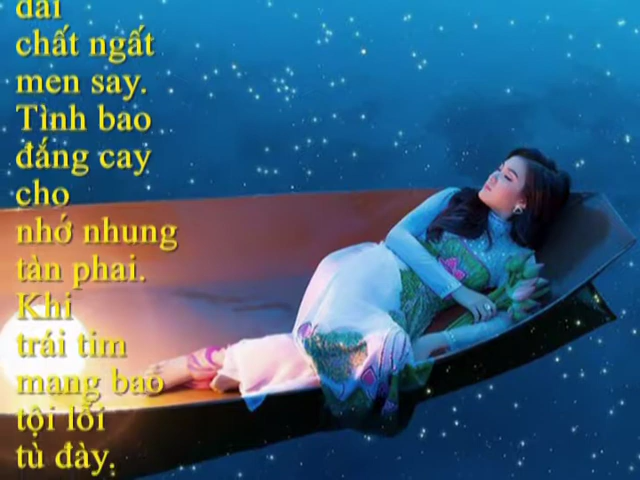 dài
chất ngất
men say.
Tình bao
đắng cay
cho
nhớ nhung
tàn phai.
Khi
trái tim
mang bao
tội lỗi
tù đày.